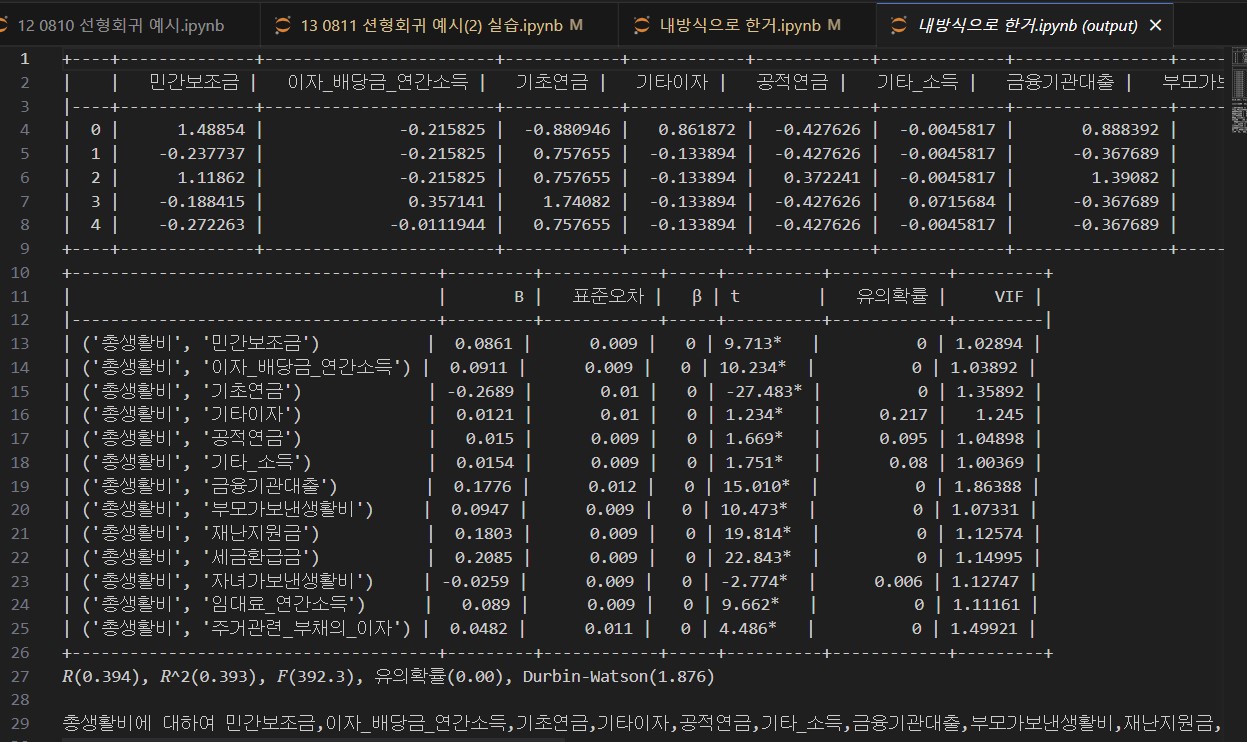 12 0810 선형회귀 예시.ipynb 13 0811 선형회귀 예시(2) 실습.ipynb M 내방식으로 한거.ipynb M 내방식으로 한거.ipynb (output) ×
1 +----+--------------+----------------------+------------+------------+------------+-------------+----------------+----
2 | | 민간보조금 | 이자_배당금_연간소득 | 기초연금 | 기타이자 | 공적연금 | 기타_소득 | 금융기관대출 | 부모가보
3 |----+--------------+----------------------+------------+------------+------------+-------------+----------------+----
4 | 0 | 1.48854 | -0.215825 | -0.880946 | 0.861872 | -0.427626 | -0.0045817 | 0.888392 |
5 | 1 | -0.237737 | -0.215825 | 0.757655 | -0.133894 | -0.427626 | -0.0045817 | -0.367689 |
6 | 2 | 1.11862 | -0.215825 | 0.757655 | -0.133894 | 0.372241 | -0.0045817 | 1.39082 |
7 | 3 | -0.188415 | 0.357141 | 1.74082 | -0.133894 | -0.427626 | 0.0715684 | -0.367689 |
8 | 4 | -0.272263 | -0.0111944 | 0.757655 | -0.133894 | -0.427626 | -0.0045817 | -0.367689 |
9 +----+--------------+----------------------+------------+------------+------------+-------------+----------------+----
10 +------------------------------------+---------+------------+-----+----------+------------+---------+
11 | | B | 표준오차 | β | t | 유의확률 | VIF |
12 |------------------------------------+---------+------------+-----+----------+------------+---------|
13 | ('총생활비', '민간보조금') | 0.0861 | 0.009 | 0 | 9.713* | 0 | 1.02894 |
14 | ('총생활비', '이자_배당금_연간소득') | 0.0911 | 0.009 | 0 | 10.234* | 0 | 1.03892 |
15 | ('총생활비', '기초연금') | -0.2689 | 0.01 | 0 | -27.483* | 0 | 1.35892 |
16 | ('총생활비', '기타이자') | 0.0121 | 0.01 | 0 | 1.234* | 0.217 | 1.245 |
17 | ('총생활비', '공적연금') | 0.015 | 0.009 | 0 | 1.669* | 0.095 | 1.04898 |
18 | ('총생활비', '기타_소득') | 0.0154 | 0.009 | 0 | 1.751* | 0.08 | 1.00369 |
19 | ('총생활비', '금융기관대출') | 0.1776 | 0.012 | 0 | 15.010* | 0 | 1.86388 |
20 | ('총생활비', '부모가보낸생활비') | 0.0947 | 0.009 | 0 | 10.473* | 0 | 1.07331 |
21 | ('총생활비', '재난지원금') | 0.1803 | 0.009 | 0 | 19.814* | 0 | 1.12574 |
22 | ('총생활비', '세금환급금') | 0.2085 | 0.009 | 0 | 22.843* | 0 | 1.14995 |
23 | ('총생활비', '자녀가보낸생활비') | -0.0259 | 0.009 | 0 | -2.774* | 0.006 | 1.12747 |
24 | ('총생활비', '임대료_연간소득') | 0.089 | 0.009 | 0 | 9.662* | 0 | 1.11161 |
25 | ('총생활비', '주거관련_부채의_이자') | 0.0482 | 0.011 | 0 | 4.486* | 0 | 1.49921 |
26 +------------------------------------+---------+------------+-----+----------+------------+---------+
27 R(0.394), R^2(0.393), F(392.3), 유의확률(0.00), Durbin-Watson(1.876)
28
29 총생활비에 대하여 민간보조금,이자_배당금_연간소득,기초연금,기타이자,공적연금,기타_소득,금융기관대출,부모가보낸생활비,재난지원금,